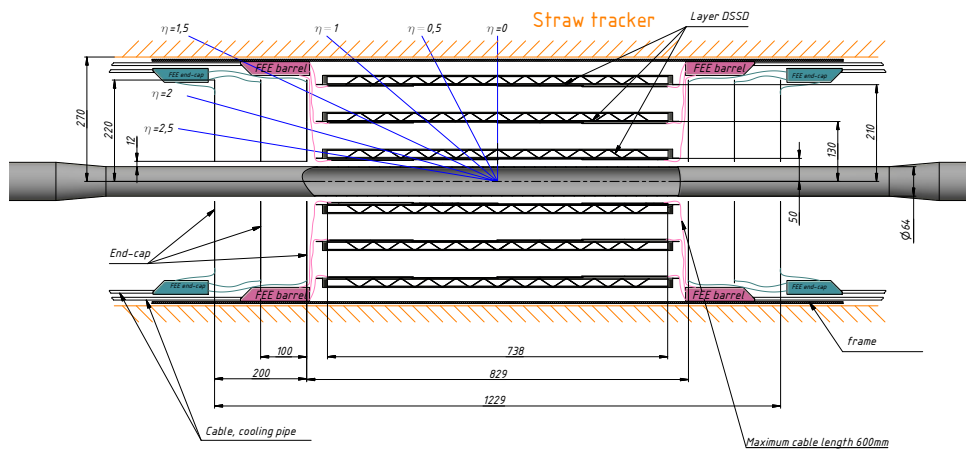 Straw tracker
Layer DSSD
η=1,5
η=1
η=0,5
η=0
FEE end-cap
FEE barrel
FEE barrel
FEE end-cap
η=2
η=2,5
270
220
12
210
130
50
Ø64
End-cap
FEE end-cap
FEE barrel
FEE barrel
FEE end-cap
frame
100
738
200
829
1229
Cable, cooling pipe
Maximum cable length 600mm